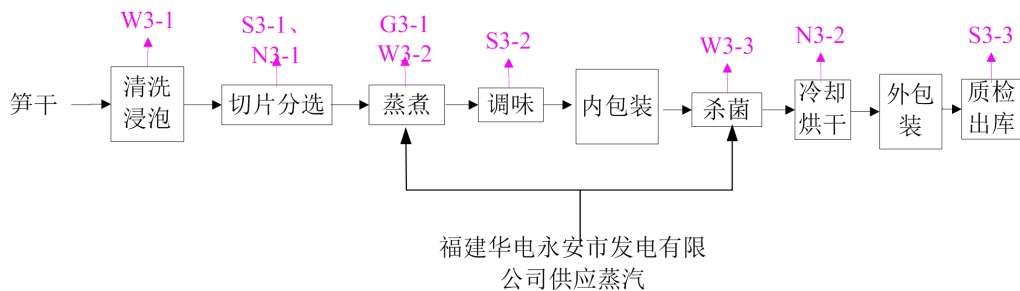 W3-1
S3-1、
N3-1
G3-1
W3-2
S3-2
W3-3
N3-2
S3-3
笋干
清洗
浸泡
切片分选
蒸煮
调味
内包装
杀菌
冷却
烘干
外包
装
质检
出库
福建华电永安市发电有限
公司供应蒸汽